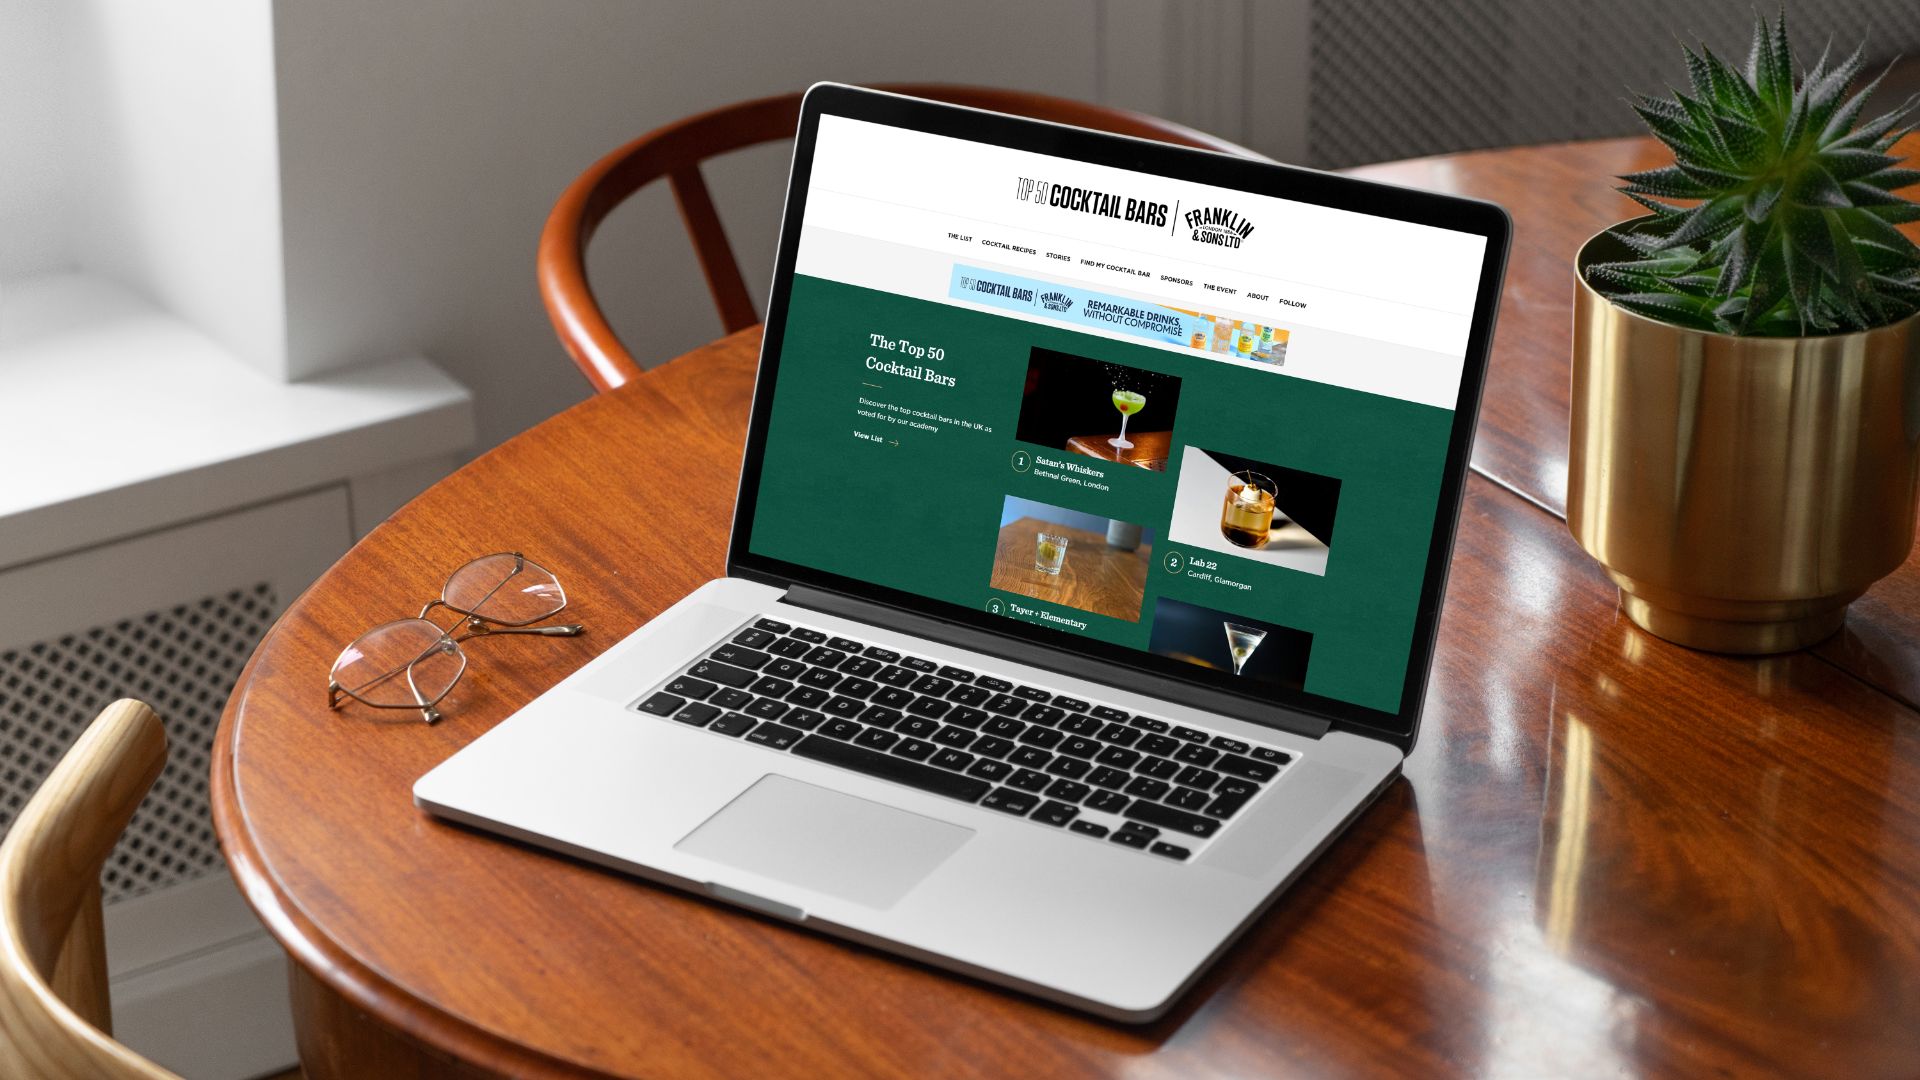 TOP 50 COCKTAIL BARS
FRANKLIN
LONDON 1886
& SONS LTD
THE LIST COCKTAIL RECIPES STORIES FIND MY COCKTAIL BAR SPONSORS THE EVENT ABOUT FOLLOW
TOP 50 COCKTAIL BARS
FRANKLIN
& SONS LTD
REMARKABLE DRINKS,
WITHOUT COMPROMISE
The Top 50
Cocktail Bars
Discover the top cocktail bars in the UK as
voted for by our academy
View List
1 Satan's Whiskers
Bethnal Green, London
2 Lab 22
Cardiff, Glamorgan
3 Tayer + Elementary